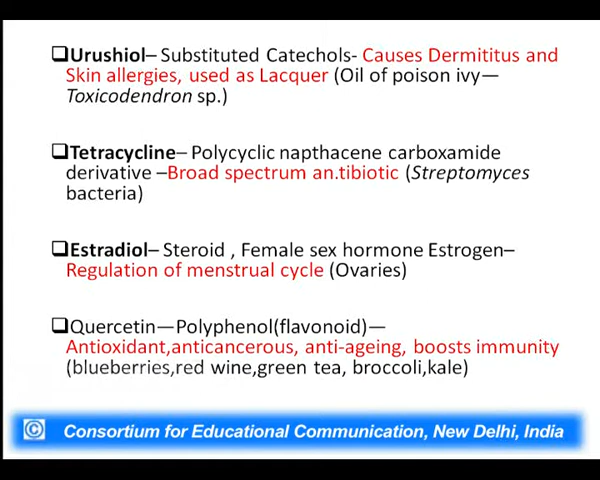 ❑Urushiol– Substituted Catechols- Causes Dermititus and
Skin allergies, used as Lacquer (Oil of poison ivy—
Toxicodendron sp.)
❑Tetracycline– Polycyclic napthacene carboxamide
derivative –Broad spectrum an.tibiotic (Streptomyces
bacteria)
❑Estradiol– Steroid , Female sex hormone Estrogen–
Regulation of menstrual cycle (Ovaries)
❑Quercetin—Polyphenol(flavonoid)—
Antioxidant,anticancerous, anti-ageing, boosts immunity
(blueberries,red wine,green tea, broccoli,kale)
© Consortium for Educational Communication, New Delhi, India